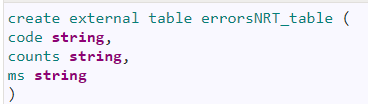 create external table errorsNRT_table (
code string,
counts string,
ms string
)